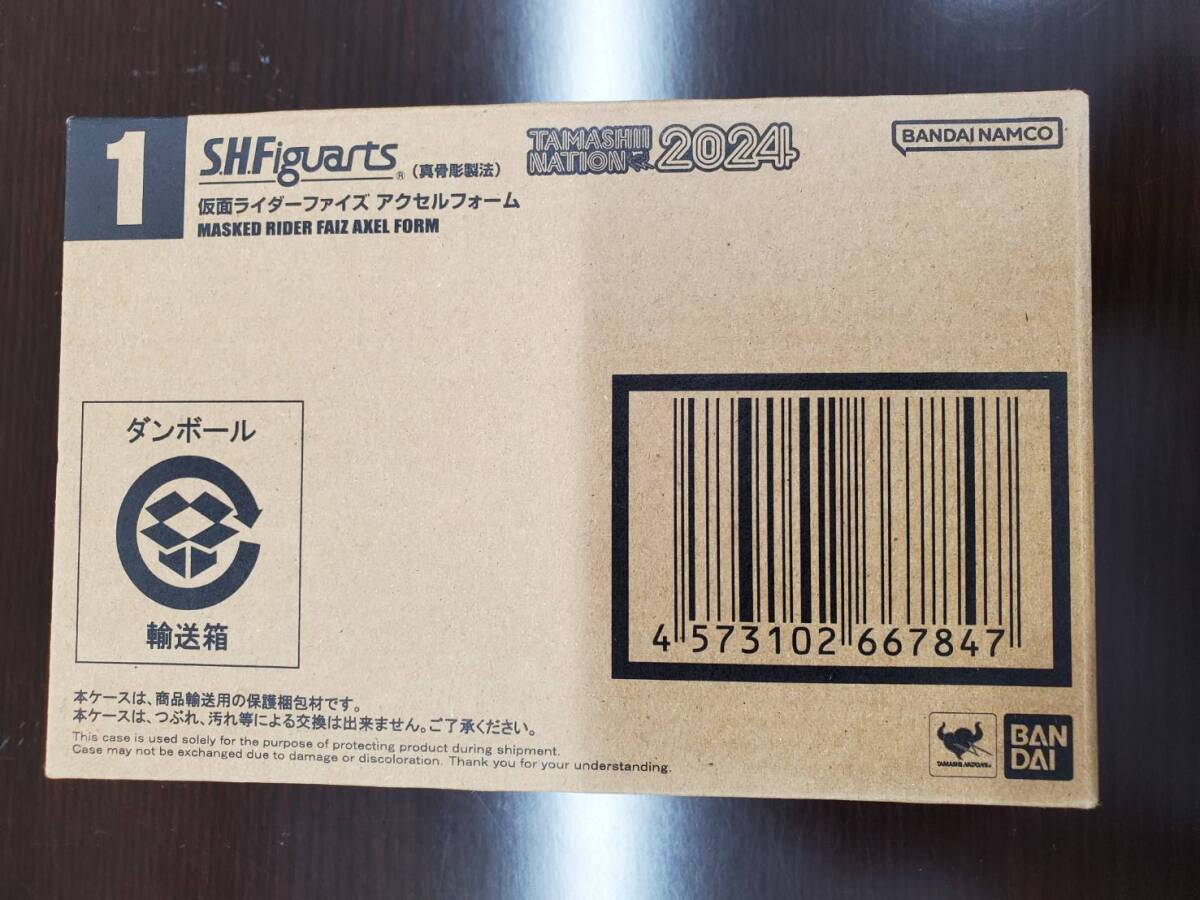 1
S.H.Figuarts® (真骨彫製法)
TAMASHII
NATION 2024
BANDAI NAMCO
仮面ライダーファイズ アクセルフォーム
MASKED RIDER FAIZ AXEL FORM
ダンボール
輸送箱
4 573102 667847
本ケースは、商品輸送用の保護梱包材です。
本ケースは、つぶれ、汚れ等による交換は出来ません。ご了承ください。
This case is used solely for the purpose of protecting product during shipment.
Case may not be exchanged due to damage or discoloration. Thank you for your understanding.
TAMASHII NATIONS
BAN
DAI